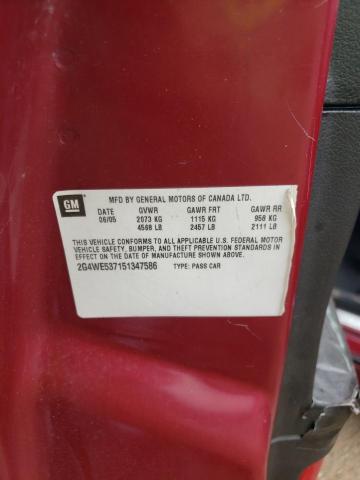 GM
MFD BY GENERAL MOTORS OF CANADA LTD.
DATE GVWR GAWR FRT GAWR RR
06/05 2073 KG 1115 KG 958 KG
4568 LB 2457 LB 2111 LB
THIS VEHICLE CONFORMS TO ALL APPLICABLE U.S. FEDERAL MOTOR
VEHICLE SAFETY, BUMPER, AND THEFT PREVENTION STANDARDS IN
EFFECT ON THE DATE OF MANUFACTURE SHOWN ABOVE.
2G4WE537151347586 TYPE: PASS CAR